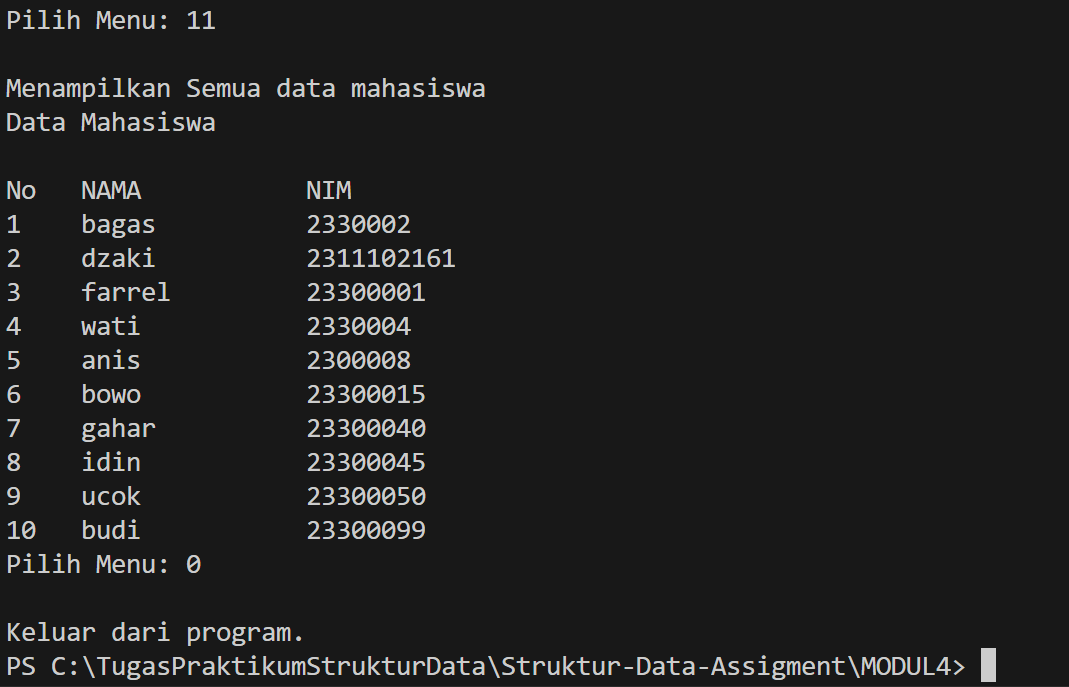 Pilih Menu: 11
Menampilkan Semua data mahasiswa
Data Mahasiswa
No NAMA NIM
1 bagas 2330002
2 dzaki 2311102161
3 farrel 23300001
4 wati 2330004
5 anis 2300008
6 bowo 23300015
7 gahar 23300040
8 idin 23300045
9 ucok 23300050
10 budi 23300099
Pilih Menu: 0
Keluar dari program.
PS C:\TugasPraktikumStrukturData\Struktur-Data-Assigment\MODUL4>